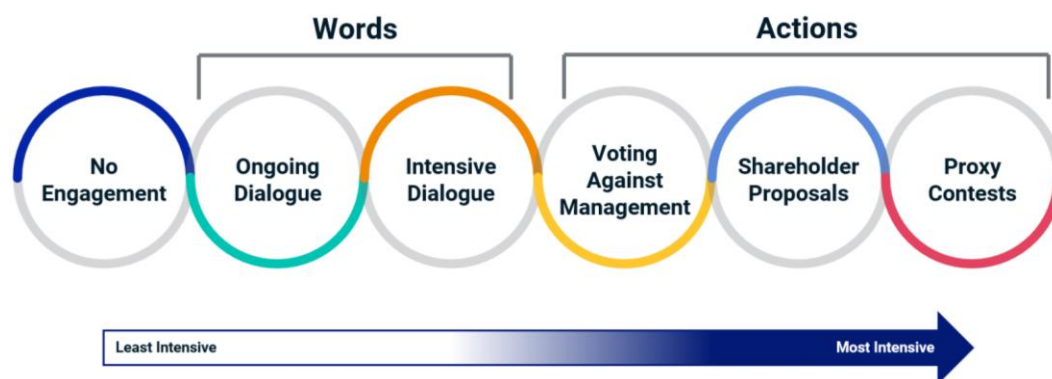 Words
Actions
No
Engagement
Ongoing
Dialogue
Intensive
Dialogue
Voting
Against
Management
Shareholder
Proposals
Proxy
Contests
Least Intensive
Most Intensive